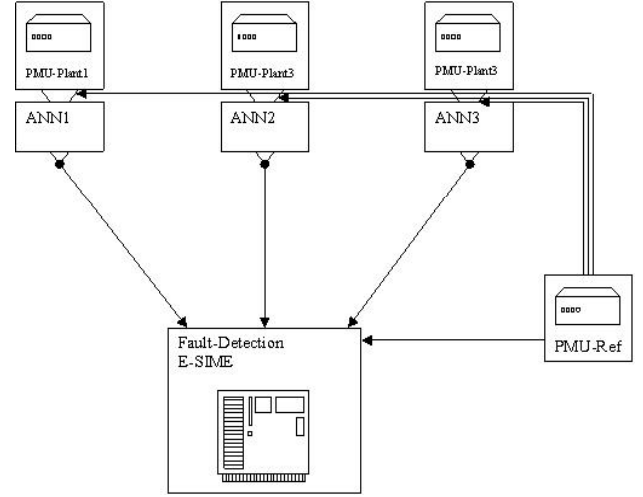 PMU-Plant1
PMU-Plant3
PMU-Plant3
ANN1
ANN2
ANN3
Fault-Detection
E-SIME
PMU-Ref